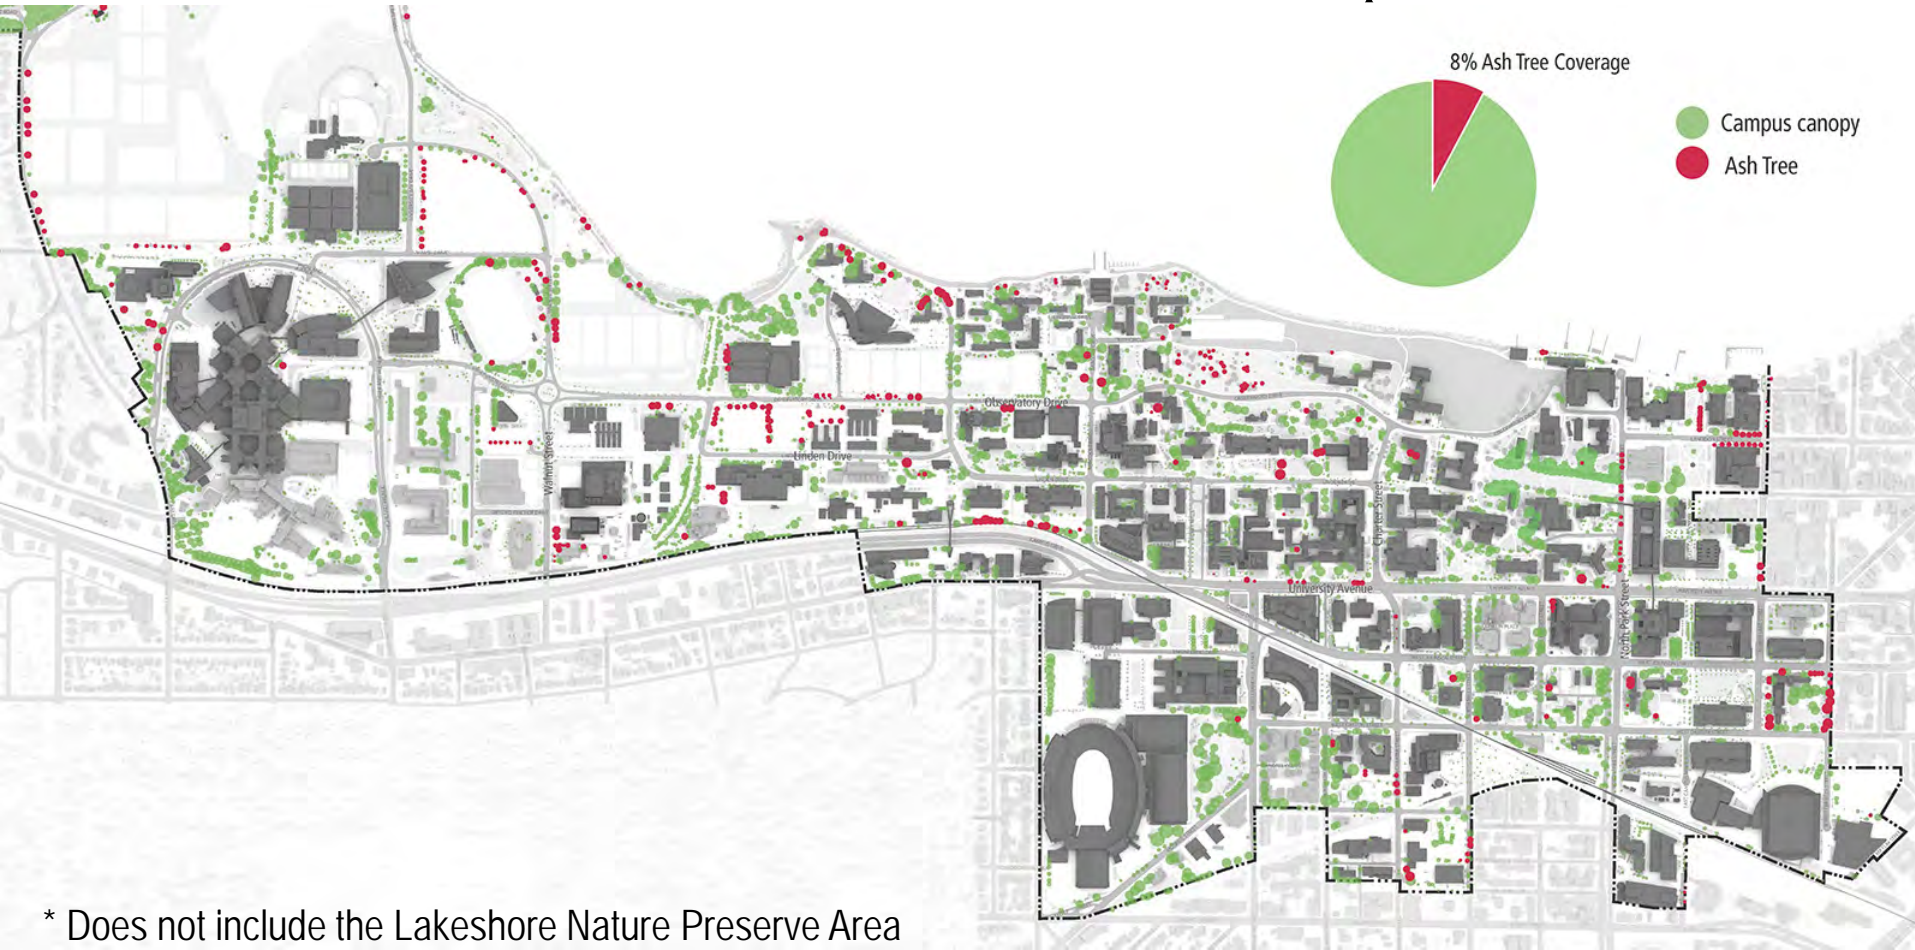 8% Ash Tree Coverage
Campus canopy
Ash Tree
Observatory Drive
Linden Drive
Walnut Street
Charter Street
University Avenue
North Park Street
* Does not include the Lakeshore Nature Preserve Area